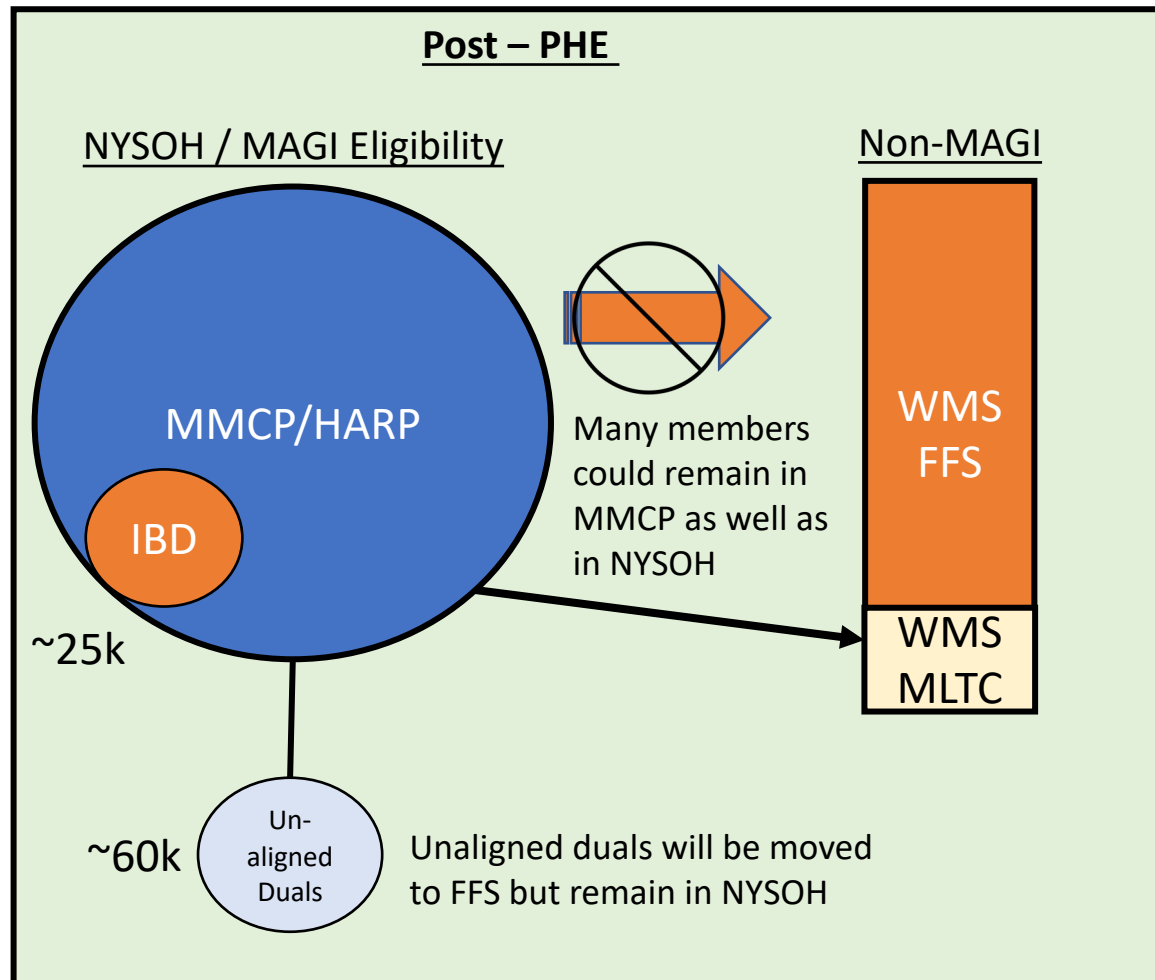 Post – PHE
NYSOH / MAGI Eligibility
Non-MAGI
MMCP/HARP
IBD
~25k
Many members
could remain in
MMCP as well as
in NYSOH
WMS
FFS
WMS
MLTC
~60k
Un-
aligned
Duals
Unaligned duals will be moved
to FFS but remain in NYSOH